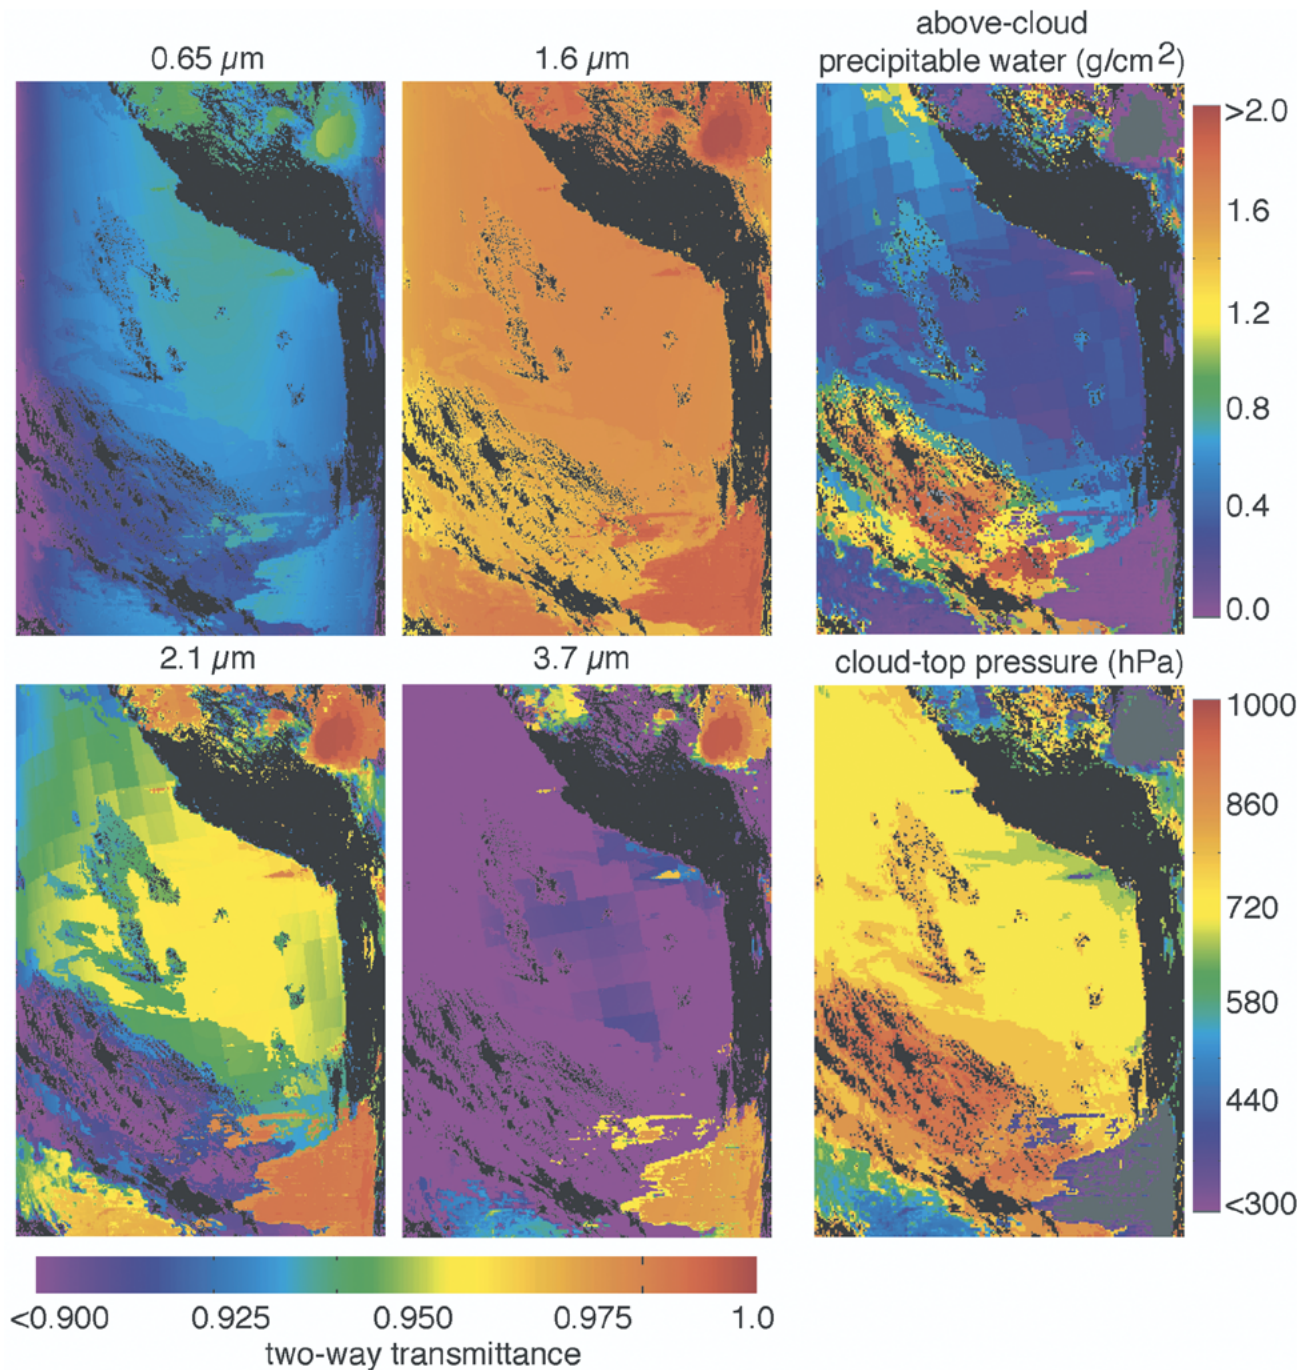 0.65 µm
1.6 µm
above-cloud
precipitable water (g/cm2)
>2.0
1.6
1.2
0.8
0.4
0.0
2.1 µm
3.7 µm
cloud-top pressure (hPa)
1000
860
720
580
440
<300
<0.900 0.925 0.950 0.975 1.0
two-way transmittance